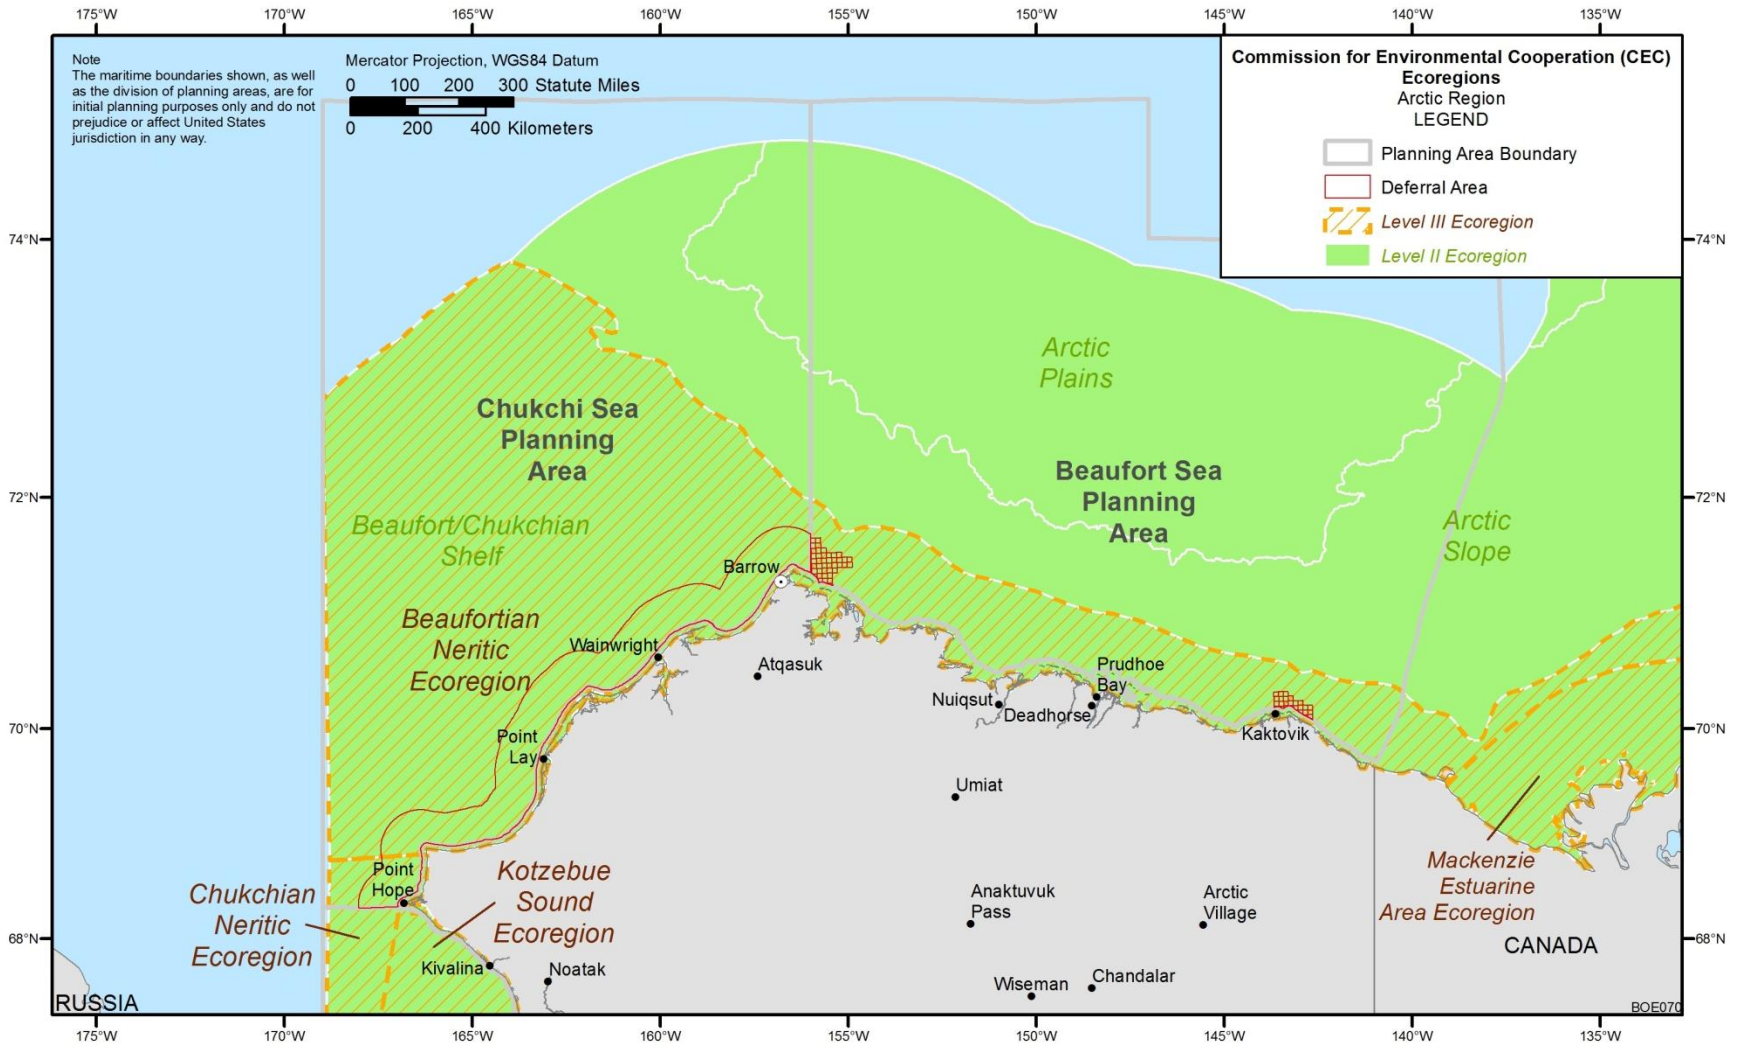 175°W 170°W 165°W 160°W 155°W 150°W 145°W 140°W 135°W
Note
The maritime boundaries shown, as well
as the division of planning areas, are for
initial planning purposes only and do not
prejudice or affect United States
jurisdiction in any way.
Mercator Projection, WGS84 Datum
0 100 200 300 Statute Miles
0 200 400 Kilometers
Commission for Environmental Cooperation (CEC)
Ecoregions
Arctic Region
LEGEND
Planning Area Boundary
Deferral Area
Level III Ecoregion
Level II Ecoregion
74°N 74°N
Arctic
Plains
Chukchi Sea
Planning
Area
Beaufort Sea
Planning
Area
72°N 72°N
Beaufort/Chukchian
Shelf
Arctic
Slope
Barrow
Beaufortian
Neritic
Ecoregion
Wainwright
Atqasuk
Prudhoe
Bay
Nuiqsut
Deadhorse
Kaktovik
70°N 70°N
Point
Lay
Umiat
Point
Hope
Kotzebue
Sound
Ecoregion
Chukchian
Neritic
Ecoregion
Anaktuvuk
Pass
Arctic
Village
Mackenzie
Estuarine
Area Ecoregion
68°N 68°N
CANADA
Kivalina
Noatak
Wiseman
Chandalar
RUSSIA
BOE070
175°W 170°W 165°W 160°W 155°W 150°W 145°W 140°W 135°W